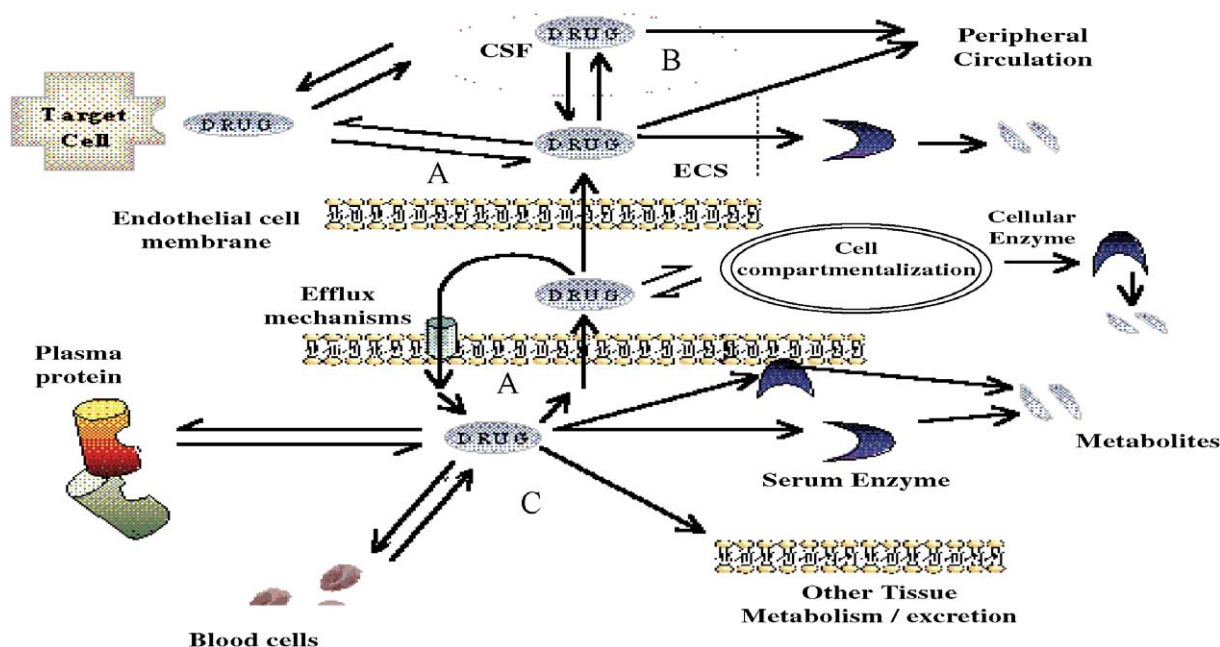 DRUG
CSF
B
Peripheral
Circulation
Target
Cell
DRUG
DRUG
A
ECS
Endothelial cell
membrane
Cellular
Enzyme
Cell
compartmentalization
DRUG
Efflux
mechanisms
Plasma
protein
A
DRUG
Metabolites
Serum Enzyme
C
Other Tissue
Metabolism / excretion
Blood cells